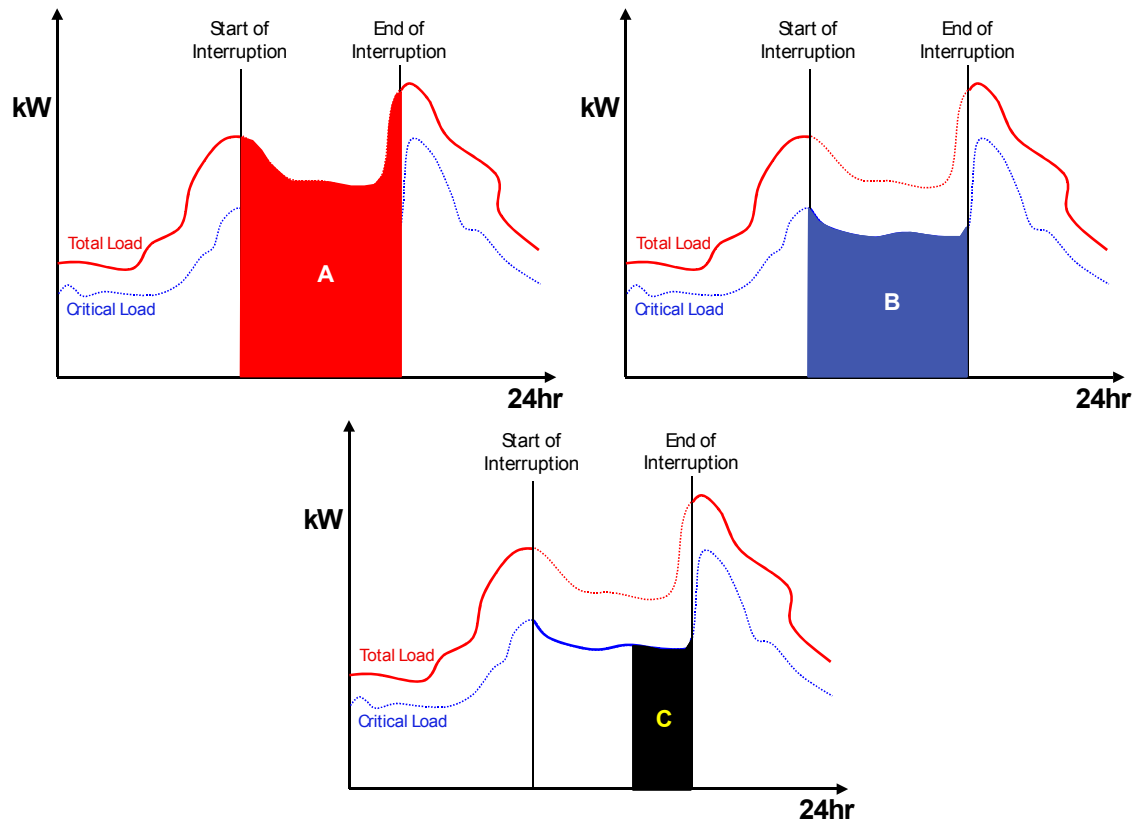 Start of
Interruption
End of
Interruption
kW
Total Load
Critical Load
A
24hr
Start of
Interruption
End of
Interruption
kW
Total Load
Critical Load
B
24hr
Start of
Interruption
End of
Interruption
kW
Total Load
Critical Load
C
24hr